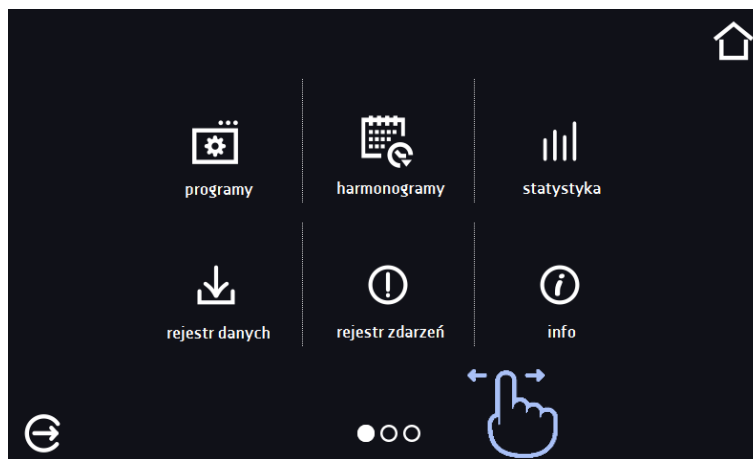 programy
harmonogramy
statystyka
rejestr danych
rejestr zdarzeń
info